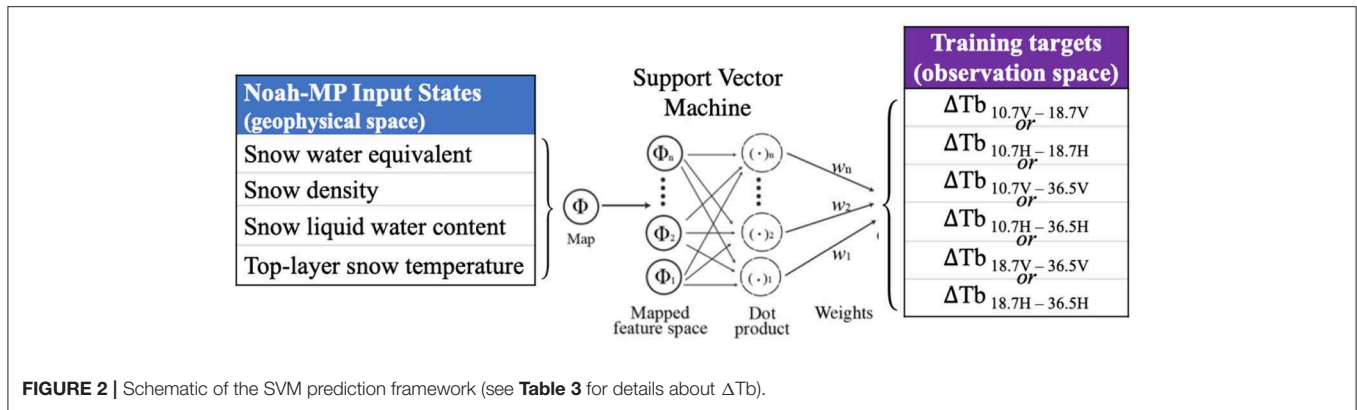 Noah-MP Input States
(geophysical space)
Snow water equivalent
Snow density
Snow liquid water content
Top-layer snow temperature
Φ
Map
Support Vector
Machine
Φn
Φ2
Φ1
Mapped
feature space
(·)n
(·)2
(·)1
Dot
product
wn
w2
w1
Weights
Training targets
(observation space)
ΔTb 10.7V – 18.7V
or
ΔTb 10.7H – 18.7H
or
ΔTb 10.7V – 36.5V
or
ΔTb 10.7H – 36.5H
or
ΔTb 18.7V – 36.5V
or
ΔTb 18.7H – 36.5H
FIGURE 2 | Schematic of the SVM prediction framework (see Table 3 for details about ΔTb).